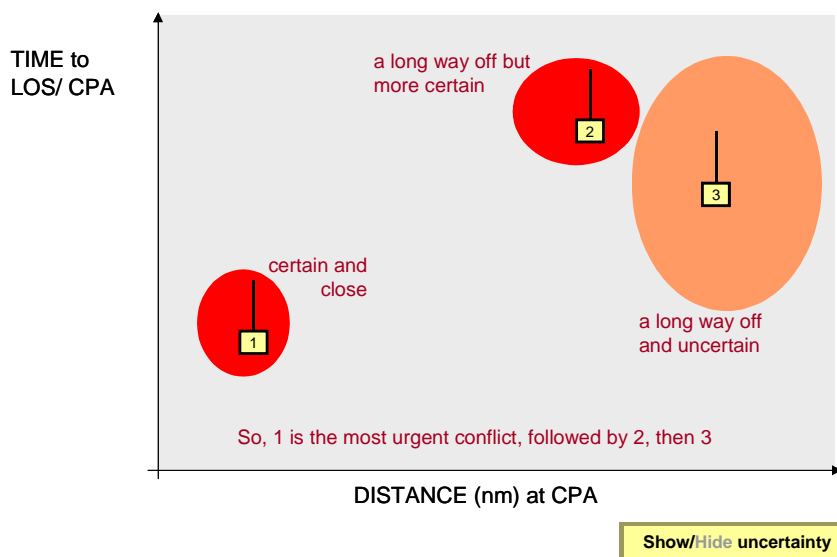 TIME to
LOS/ CPA
a long way off but
more certain
2
3
certain and
close
1
a long way off
and uncertain
So, 1 is the most urgent conflict, followed by 2, then 3
DISTANCE (nm) at CPA
Show/Hide uncertainty